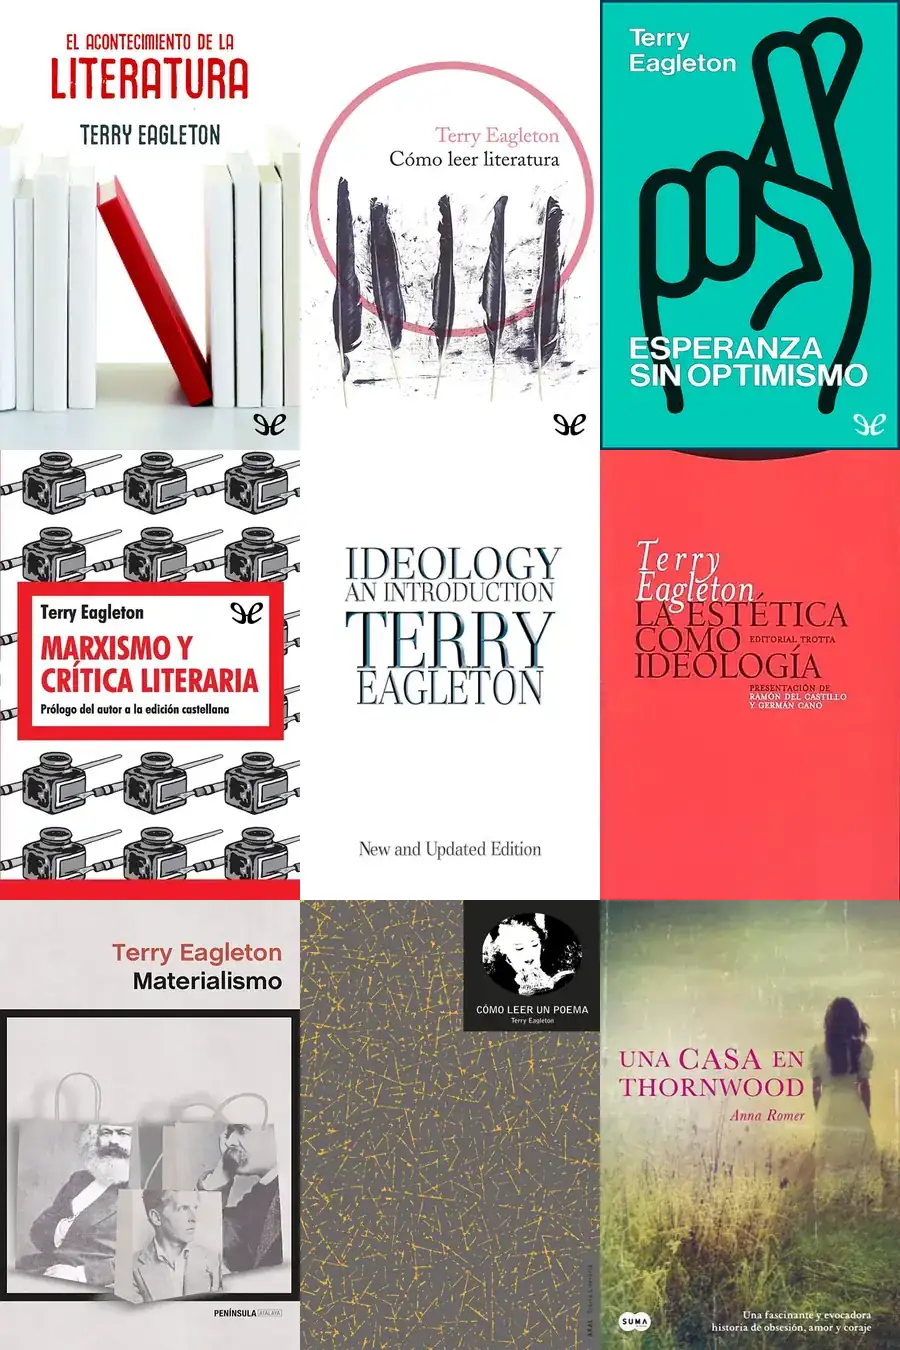 EL ACONTECIMIENTO DE LA
LITERATURA
TERRY EAGLETON
Terry Eagleton
Cómo leer literatura
Terry
Eagleton
ESPERANZA
SIN OPTIMISMO
Terry Eagleton
MARXISMO Y
CRÍTICA LITERARIA
Prólogo del autor a la edición castellana
IDEOLOGY
AN INTRODUCTION
TERRY
EAGLETON
New and Updated Edition
Terry
Eagleton
LA ESTÉTICA
COMO EDITORIAL TROTTA
IDEOLOGÍA
PRESENTACIÓN DE
RAMÓN DEL CASTILLO
Y GERMÁN CANO
Terry Eagleton
Materialismo
PENÍNSULA ATALAYA
CÓMO LEER UN POEMA
Terry Eagleton
UNA CASA EN
THORNWOOD
Anna Romer
SUMA
Una fascinante y evocadora
historia de obsesión, amor y coraje